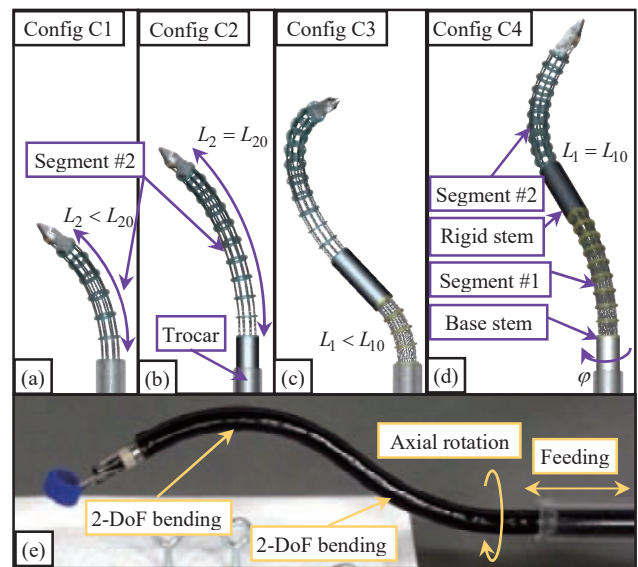 Config C1
Config C2
Config C3
Config C4
L₂ = L₂₀
Segment #2
L₂ < L₂₀
L₁ = L₁₀
Segment #2
Rigid stem
Segment #1
L₁ < L₁₀
Base stem
Trocar
φ
(a)
(b)
(c)
(d)
Axial rotation
Feeding
2-DoF bending
2-DoF bending
(e)